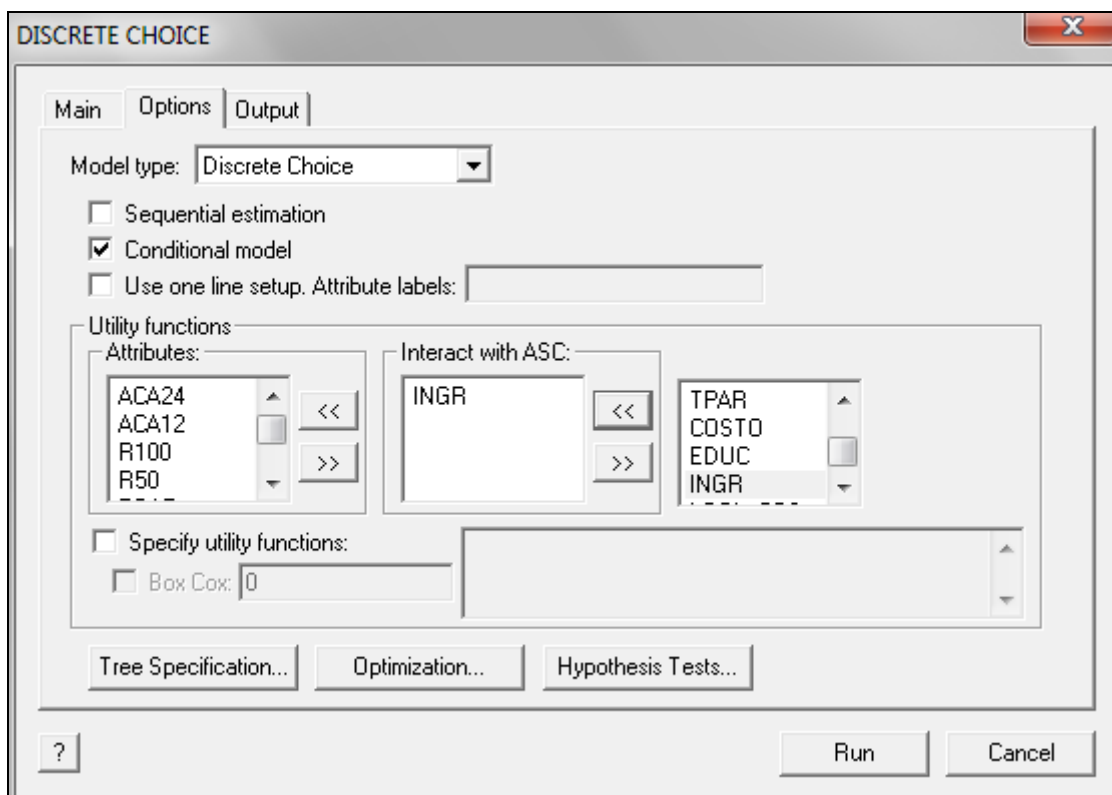 DISCRETE CHOICE
x
Main Options Output
Model type: Discrete Choice
Sequential estimation
Conditional model
Use one line setup. Attribute labels:
Utility functions
Attributes:
ACA24
ACA12
R100
R50
<<
>>
Interact with ASC:
INGR
<<
>>
TPAR
COSTO
EDUC
INGR
Specify utility functions:
Box Cox: 0
Tree Specification... Optimization... Hypothesis Tests...
? Run Cancel